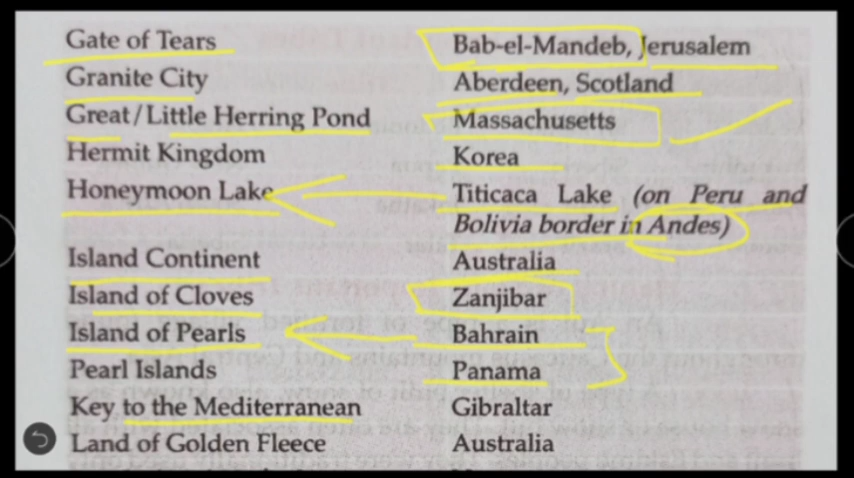 Gate of Tears Bab-el-Mandeb, Jerusalem
Granite City Aberdeen, Scotland
Great/Little Herring Pond Massachusetts
Hermit Kingdom Korea
Honeymoon Lake Titicaca Lake (on Peru and
Bolivia border in Andes)
Island Continent Australia
Island of Cloves Zanjibar
Island of Pearls Bahrain
Pearl Islands Panama
Key to the Mediterranean Gibraltar
Land of Golden Fleece Australia